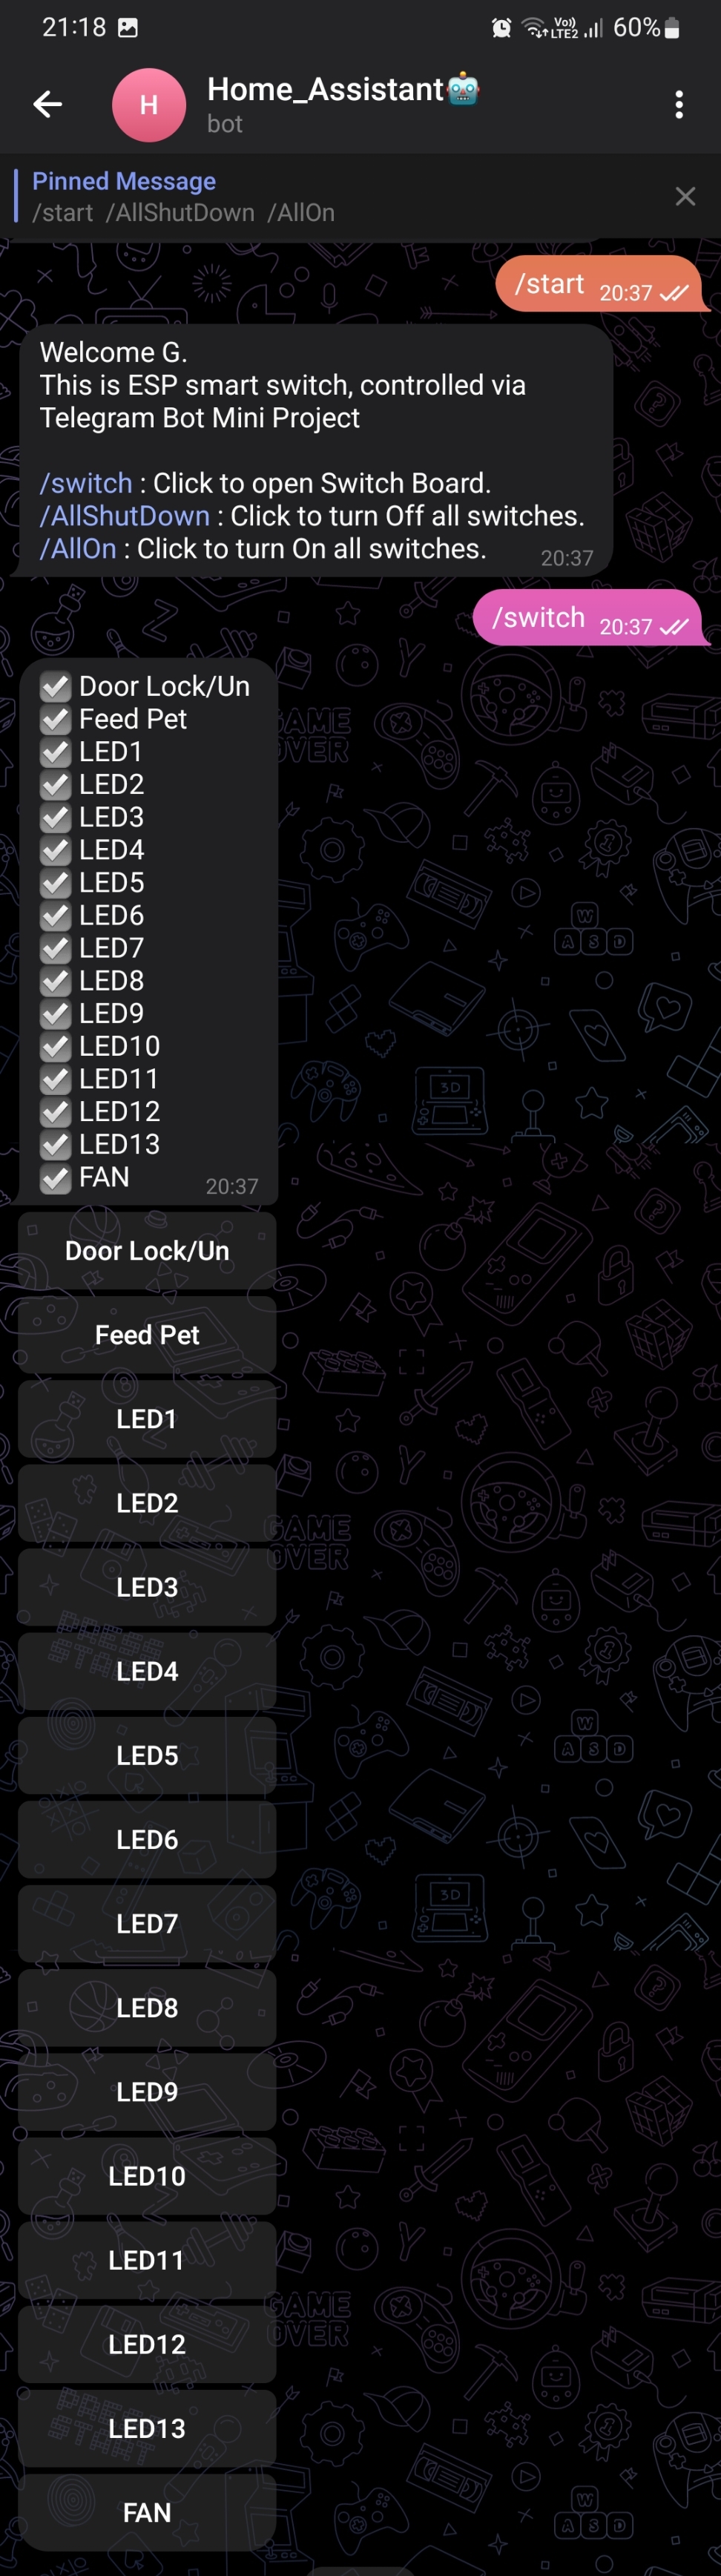 21:18 Vo)) LTE2 60%
H Home_Assistant🤖
bot
Pinned Message
/start /AllShutDown /AllOn
/start 20:37
Welcome G.
This is ESP smart switch, controlled via
Telegram Bot Mini Project
/switch : Click to open Switch Board.
/AllShutDown : Click to turn Off all switches.
/AllOn : Click to turn On all switches. 20:37
/switch 20:37
☑️ Door Lock/Un
☑️ Feed Pet
☑️ LED1
☑️ LED2
☑️ LED3
☑️ LED4
☑️ LED5
☑️ LED6
☑️ LED7
☑️ LED8
☑️ LED9
☑️ LED10
☑️ LED11
☑️ LED12
☑️ LED13
☑️ FAN 20:37
Door Lock/Un
Feed Pet
LED1
LED2
LED3
LED4
LED5
LED6
LED7
LED8
LED9
LED10
LED11
LED12
LED13
FAN